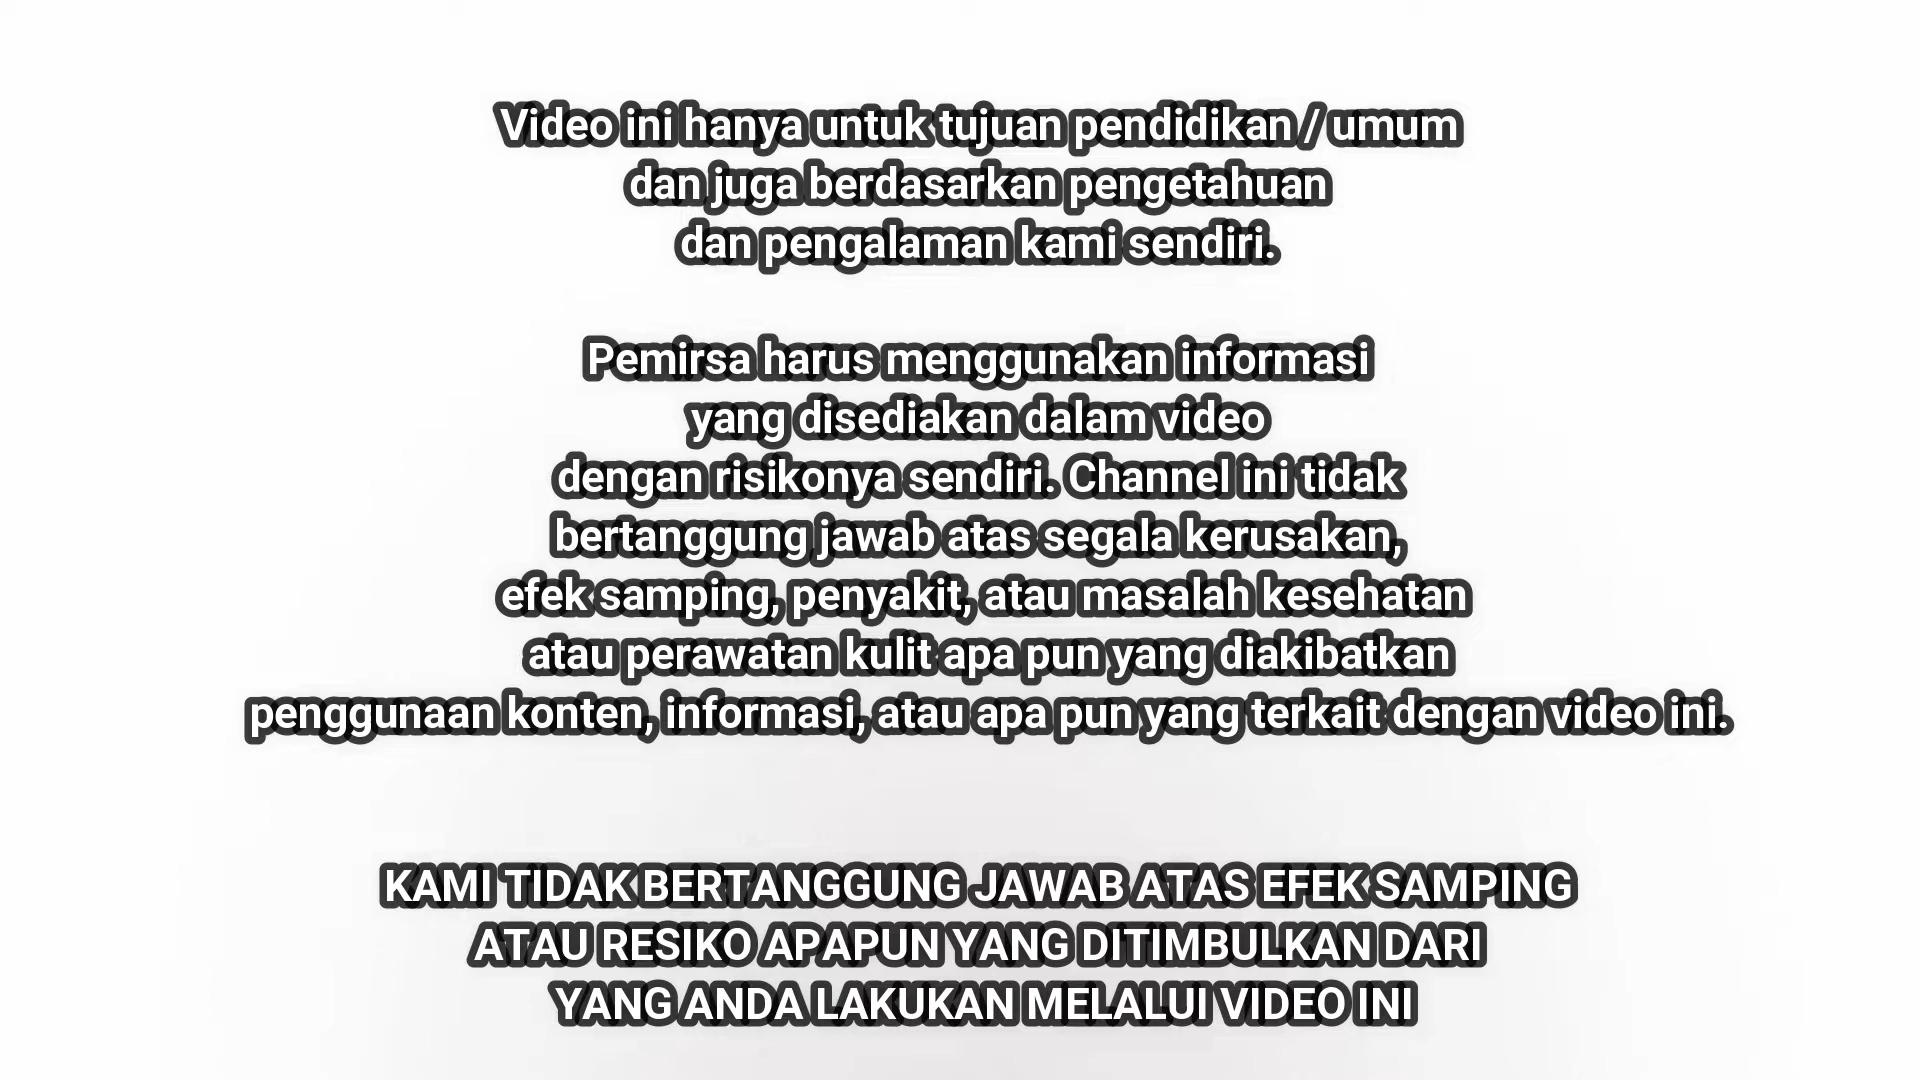 Video ini hanya untuk tujuan pendidikan / umum
dan juga berdasarkan pengetahuan
dan pengalaman kami sendiri.
Pemirsa harus menggunakan informasi
yang disediakan dalam video
dengan risikonya sendiri. Channel ini tidak
bertanggung jawab atas segala kerusakan,
efek samping, penyakit, atau masalah kesehatan
atau perawatan kulit apa pun yang diakibatkan
penggunaan konten, informasi, atau apa pun yang terkait dengan video ini.
KAMI TIDAK BERTANGGUNG JAWAB ATAS EFEK SAMPING
ATAU RESIKO APAPUN YANG DITIMBULKAN DARI
YANG ANDA LAKUKAN MELALUI VIDEO INI